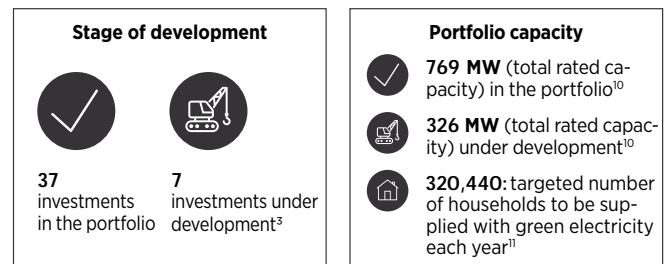 Stage of development
37
investments
in the portfolio
7
investments under
development³
Portfolio capacity
769 MW (total rated ca-
pacity) in the portfolio¹⁰
326 MW (total rated capac-
ity) under development¹⁰
320,440: targeted number
of households to be sup-
plied with green electricity
each year¹¹